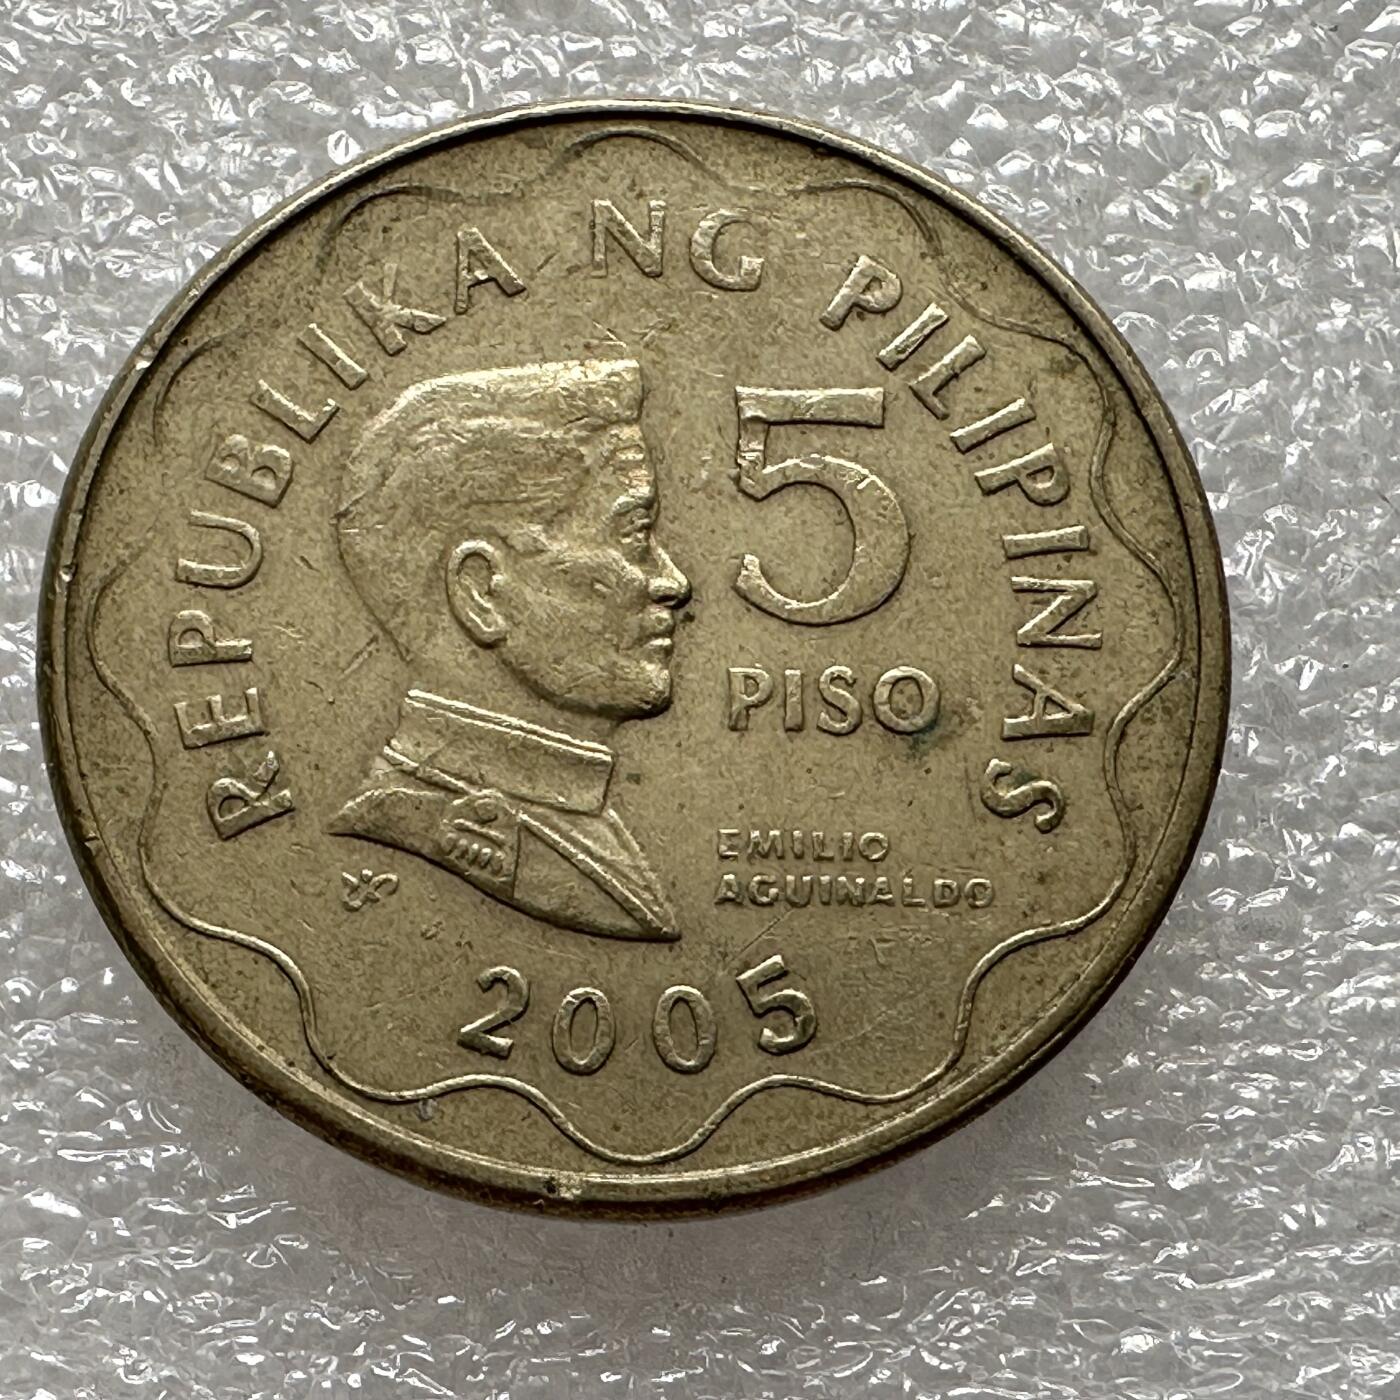 REPUBLIKA NG PILIPINAS
5
PISO
EMILIO
AGUINALDO
2005